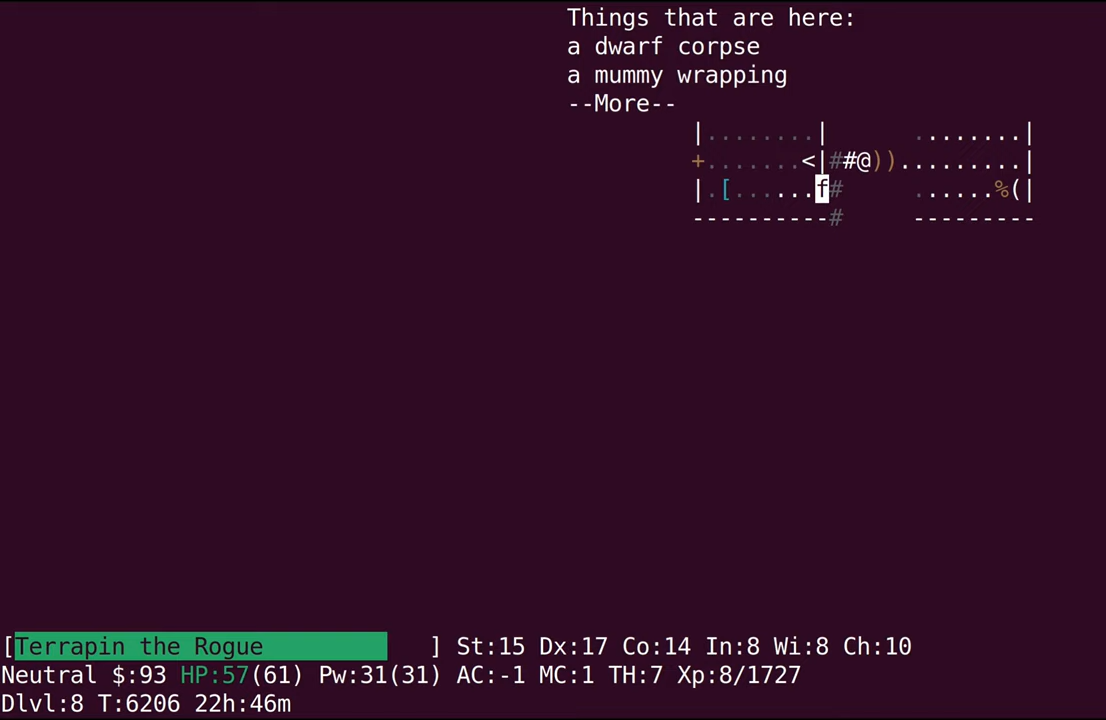 Things that are here:
a dwarf corpse
a mummy wrapping
--More--
|........|       .......|
+.......<|##@)).........|
|.[......f#      ......%(|
----------#      ---------
[Terrapin the Rogue            ] St:15 Dx:17 Co:14 In:8 Wi:8 Ch:10
Neutral $:93 HP:57(61) Pw:31(31) AC:-1 MC:1 TH:7 Xp:8/1727
Dlvl:8 T:6206 22h:46m